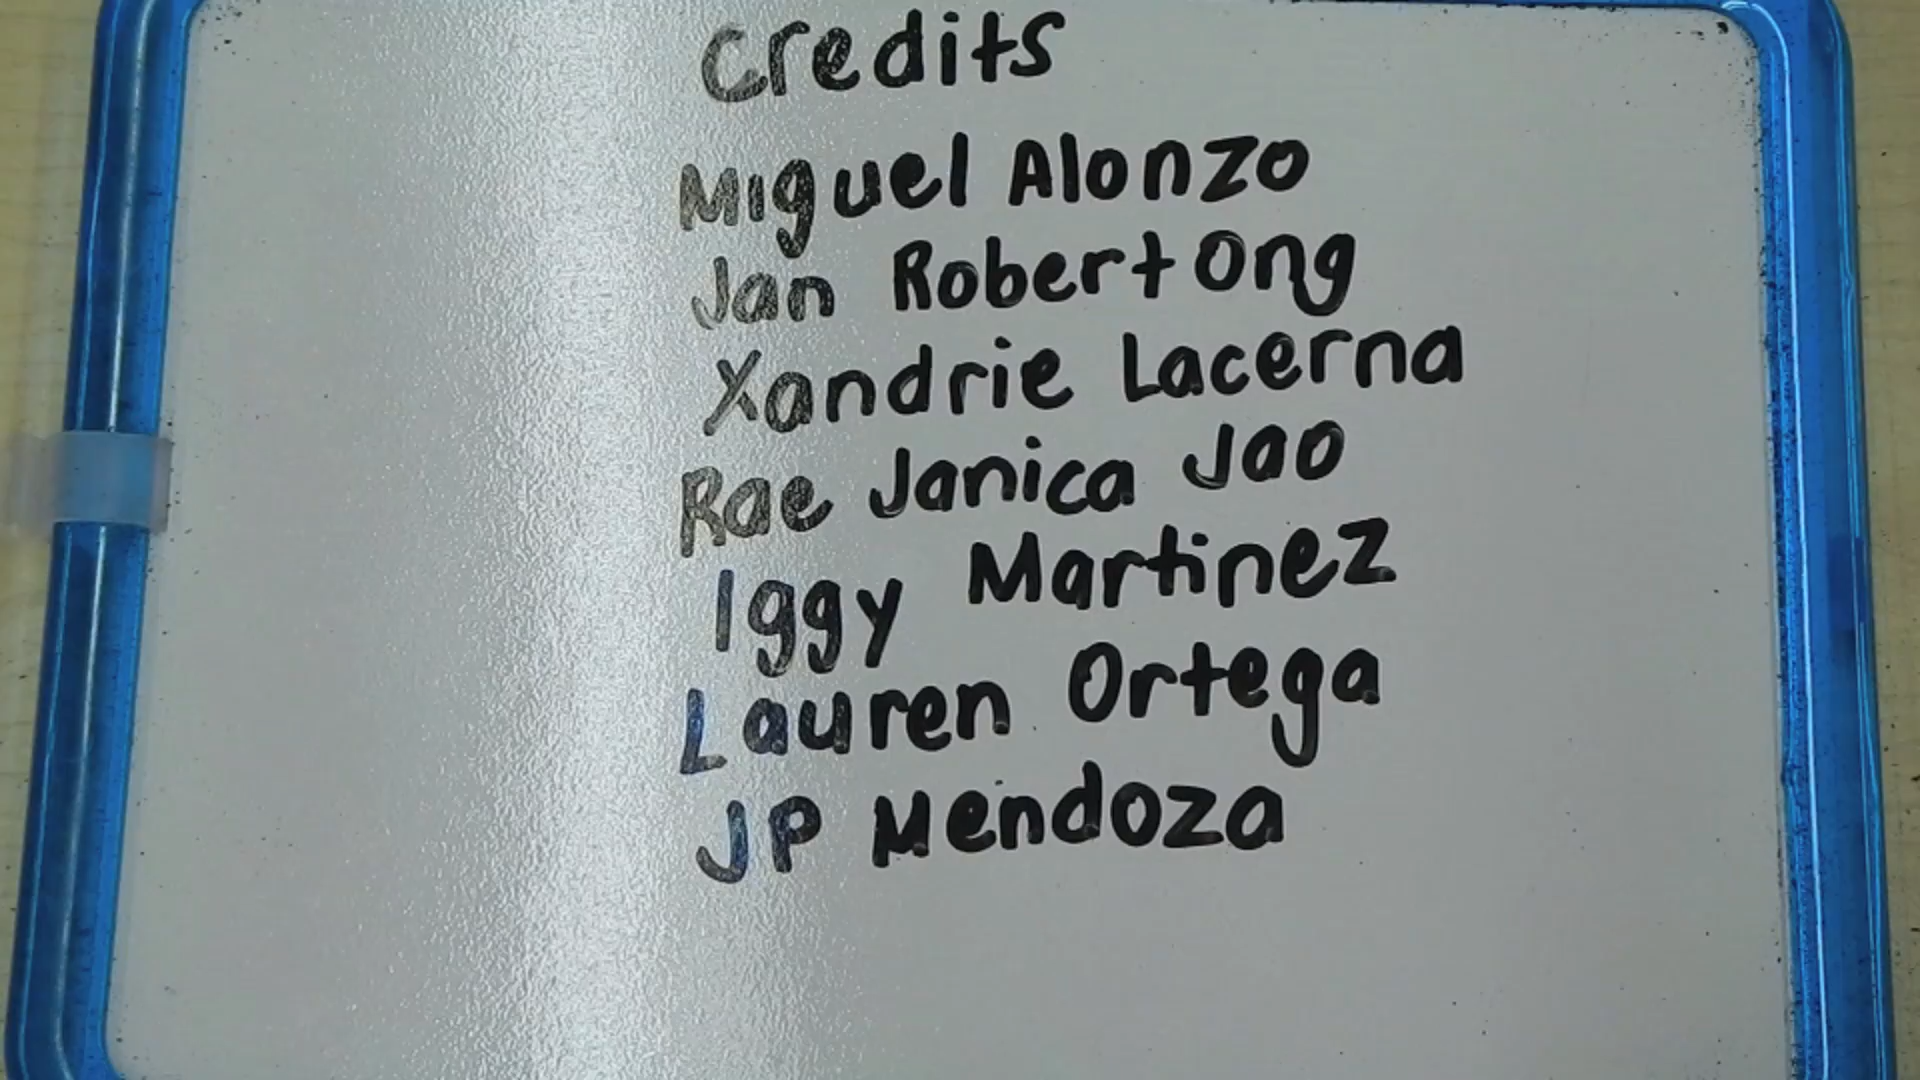 Credits
Miguel Alonzo
Jan Robert Ong
Xandrie Lacerna
Rae Janica Jao
Iggy Martinez
Lauren Ortega
JP Mendoza